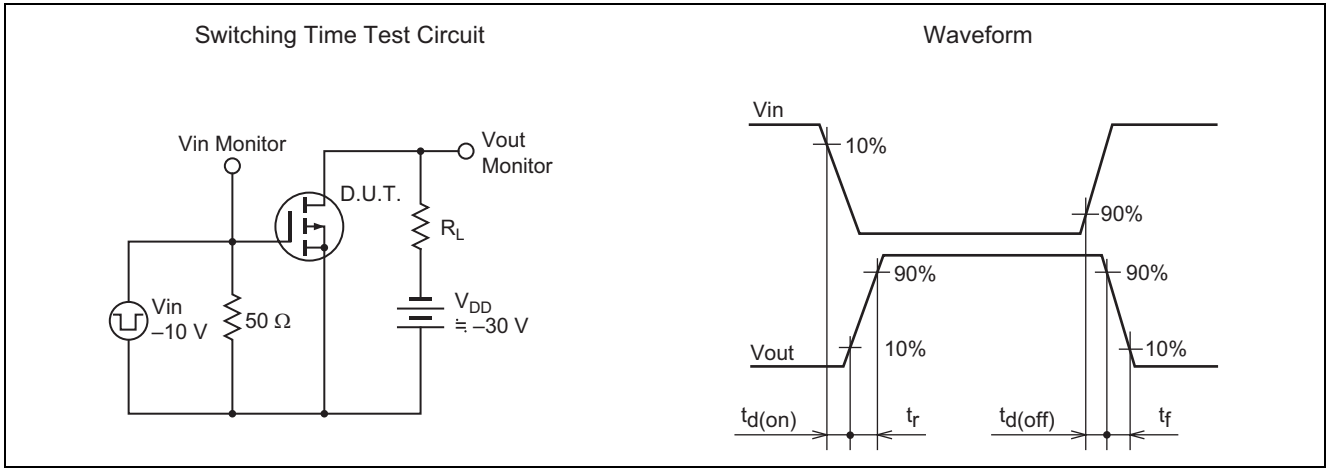 Switching Time Test Circuit
Vin Monitor
Vout
Monitor
D.U.T.
RL
Vin
–10 V
50 Ω
VDD
≒ –30 V
Waveform
Vin
10%
90%
90%
90%
Vout
10%
10%
td(on)
tr
td(off)
tf